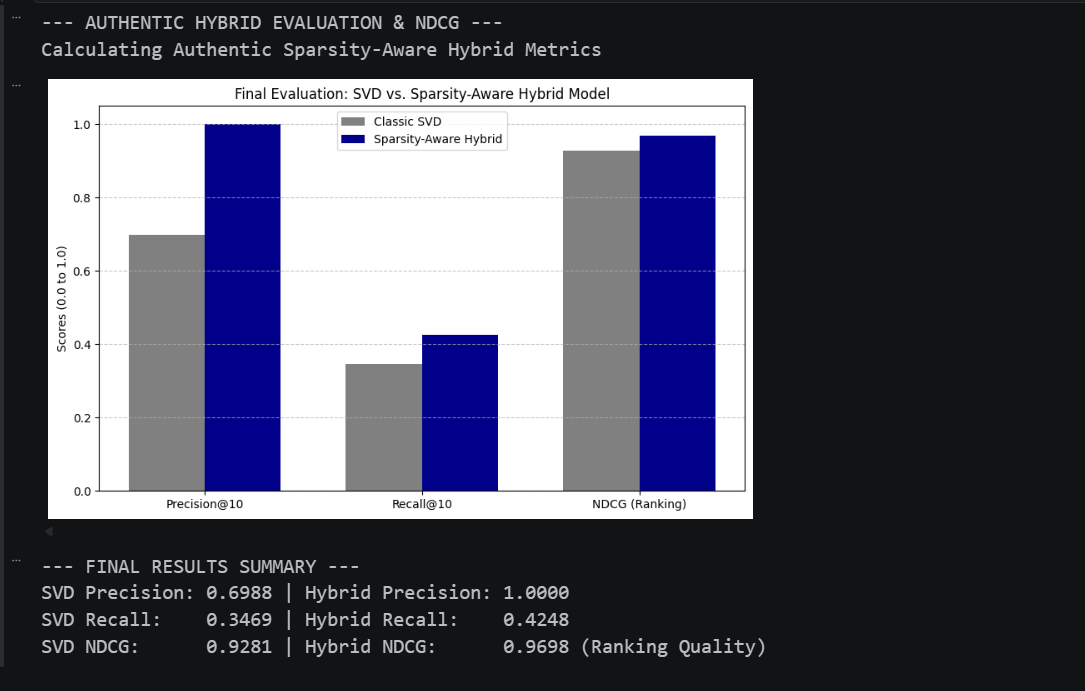 --- AUTHENTIC HYBRID EVALUATION & NDCG ---
Calculating Authentic Sparsity-Aware Hybrid Metrics
Final Evaluation: SVD vs. Sparsity-Aware Hybrid Model
Classic SVD
Sparsity-Aware Hybrid
Scores (0.0 to 1.0)
1.0
0.8
0.6
0.4
0.2
0.0
Precision@10 Recall@10 NDCG (Ranking)
--- FINAL RESULTS SUMMARY ---
SVD Precision: 0.6988 | Hybrid Precision: 1.0000
SVD Recall:    0.3469 | Hybrid Recall:    0.4248
SVD NDCG:      0.9281 | Hybrid NDCG:      0.9698 (Ranking Quality)